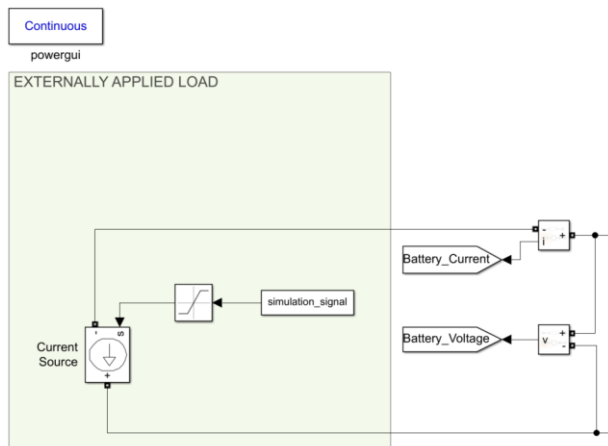 Continuous
powergui
EXTERNALLY APPLIED LOAD
-
i
+
Battery_Current
simulation_signal
Battery_Voltage
v
+
-
Current
Source
-
s
+